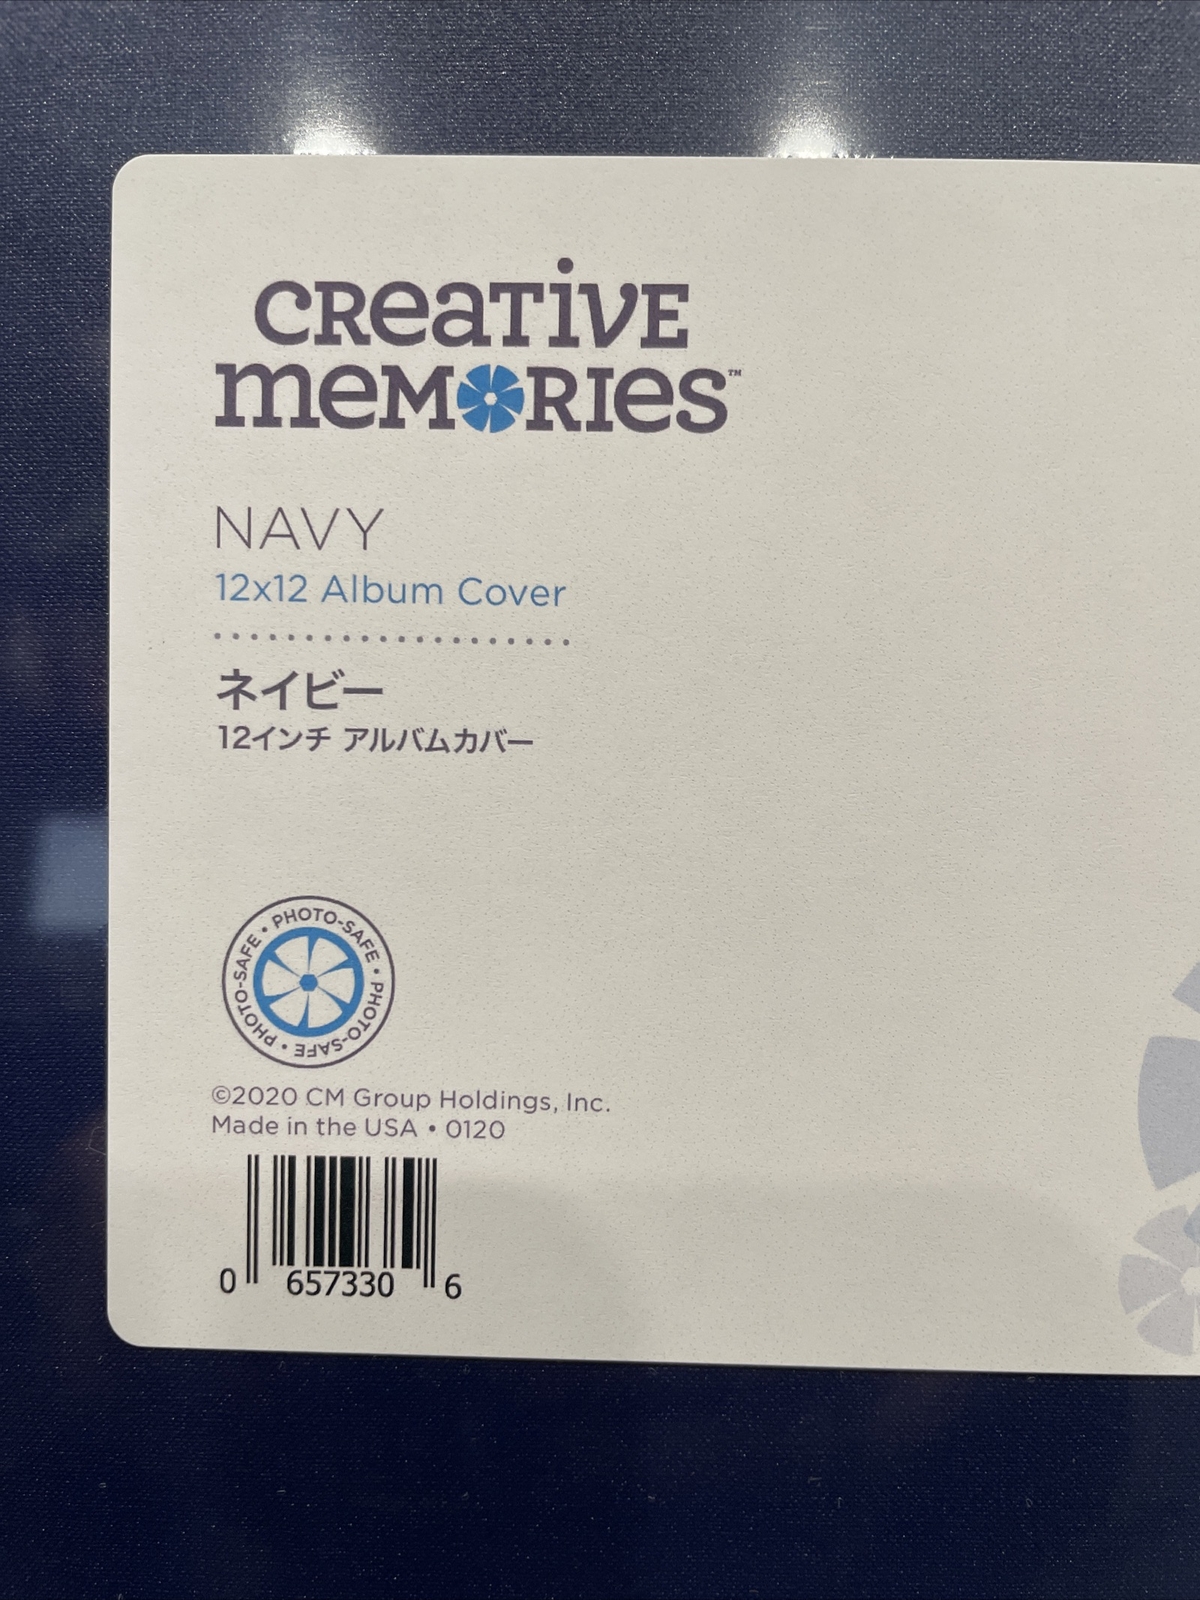 CReaTivE
meMORIes™
NAVY
12x12 Album Cover
ネイビー
12インチ アルバムカバー
PHOTO-SAFE • PHOTO-SAFE • PHOTO-SAFE • PHOTO-SAFE •
©2020 CM Group Holdings, Inc.
Made in the USA • 0120
0 657330 6